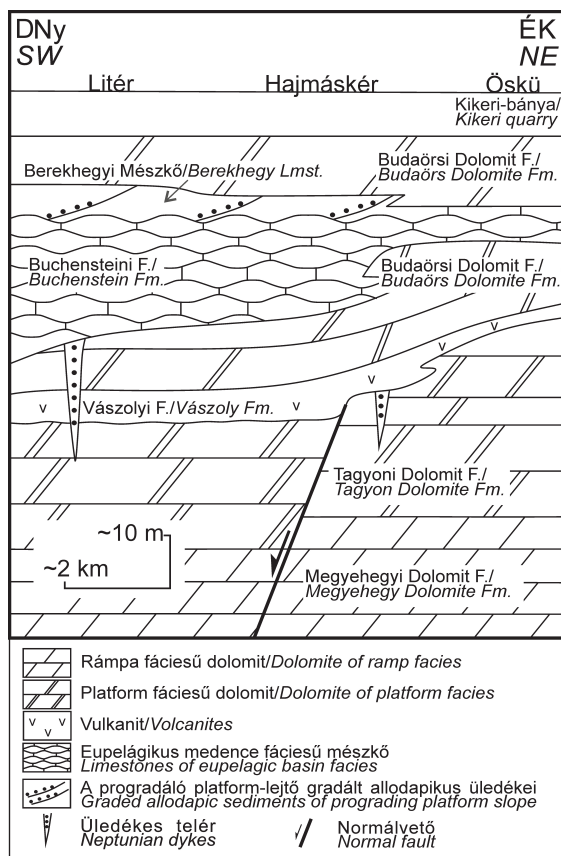 DNy
SW
ÉK
NE
Litér
Hajmáskér
Öskü
Kikeri-bánya/
Kikeri quarry
Berekhegyi Mészkő/Berekhegy Lmst.
Budaörsi Dolomit F./
Budaörs Dolomite Fm.
Buchensteini F./
Buchenstein Fm.
Budaörsi Dolomit F./
Budaörs Dolomite Fm.
Vászolyi F./Vászoly Fm.
Tagyoni Dolomit F./
Tagyon Dolomite Fm.
~10 m
~2 km
Megyehegyi Dolomit F./
Megyehegy Dolomite Fm.
Rámpa fáciesű dolomit/Dolomite of ramp facies
Platform fáciesű dolomit/Dolomite of platform facies
Vulkanit/Volcanites
Eupelágikus medence fáciesű mészkő
Limestones of eupelagic basin facies
A progradáló platform-lejtő gradált allodapikus üledékei
Graded allodapic sediments of prograding platform slope
Üledékes telér
Neptunian dykes
Normálvető
Normal fault